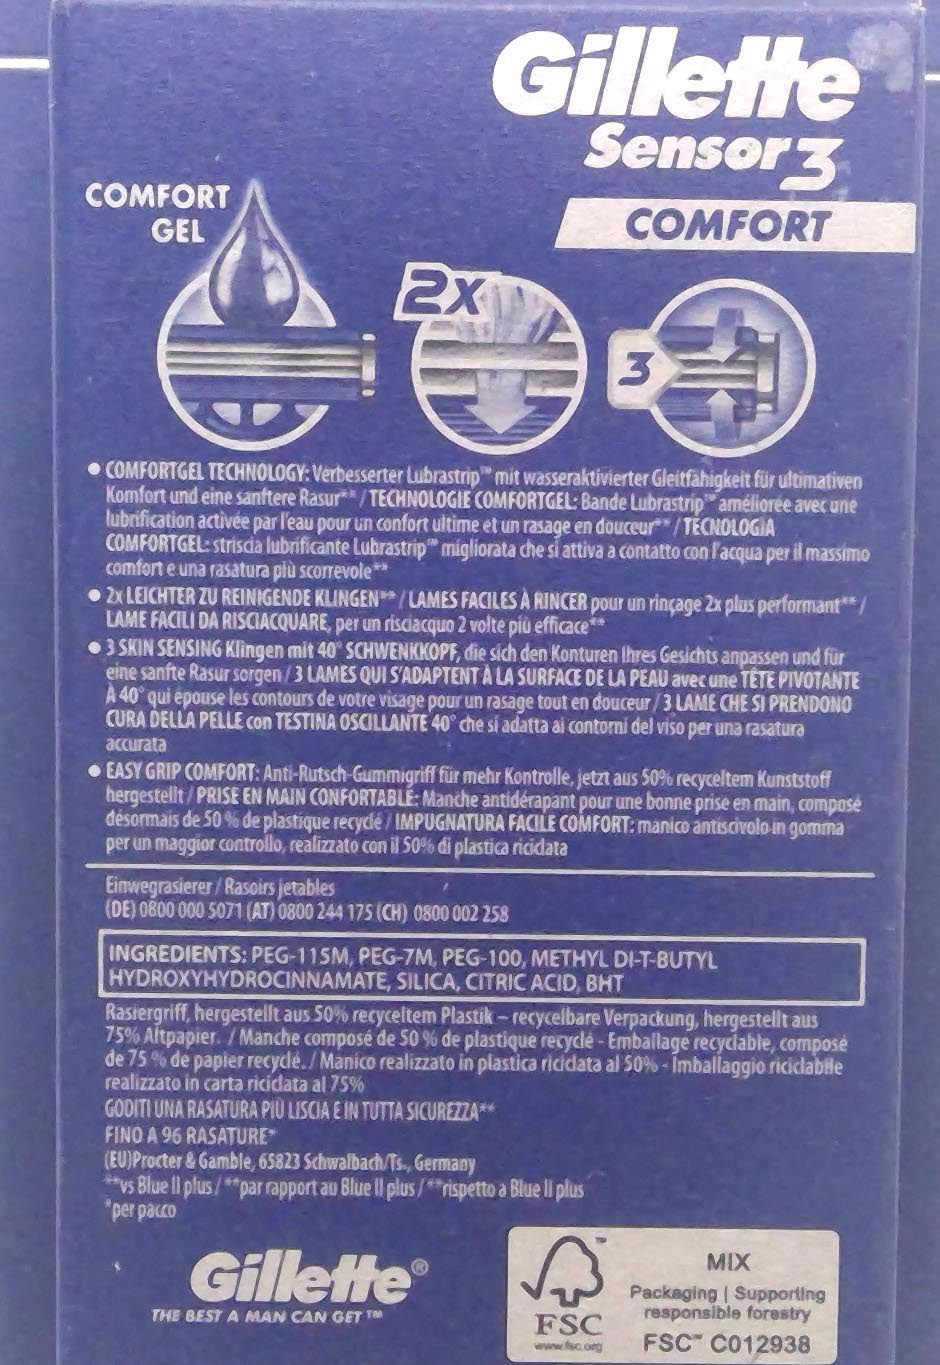 Gillette
Sensor3
COMFORT
COMFORT
GEL
2x
3
• COMFORTGEL TECHNOLOGY: Verbesserter Lubrastrip™ mit wasseraktivierter Gleitfähigkeit für ultimativen
Komfort und eine sanftere Rasur** / TECHNOLOGIE COMFORTGEL: Bande Lubrastrip™ améliorée avec une
lubrification activée par l'eau pour un confort ultime et un rasage en douceur** / TECNOLOGIA
COMFORTGEL: striscia lubrificante Lubrastrip™ migliorata che si attiva a contatto con l'acqua per il massimo
comfort e una rasatura più scorrevole**
• 2x LEICHTER ZU REINIGENDE KLINGEN** / LAMES FACILES À RINCER pour un rinçage 2x plus performant** /
LAME FACILI DA RISCIACQUARE, per un risciacquo 2 volte più efficace**
• 3 SKIN SENSING Klingen mit 40° SCHWENKKOPF, die sich den Konturen Ihres Gesichts anpassen und für
eine sanfte Rasur sorgen / 3 LAMES QUI S'ADAPTENT À LA SURFACE DE LA PEAU avec une TÊTE PIVOTANTE
À 40° qui épouse les contours de votre visage pour un rasage tout en douceur / 3 LAME CHE SI PRENDONO
CURA DELLA PELLE con TESTINA OSCILLANTE 40° che si adatta ai contorni del viso per una rasatura
accurata
• EASY GRIP COMFORT: Anti-Rutsch-Gummigriff für mehr Kontrolle, jetzt aus 50% recyceltem Kunststoff
hergestellt / PRISE EN MAIN CONFORTABLE: Manche antidérapant pour une bonne prise en main, composé
désormais de 50 % de plastique recyclé / IMPUGNATURA FACILE COMFORT: manico antiscivolo in gomma
per un maggior controllo, realizzato con il 50% di plastica riciclata
Einwegrasierer / Rasoirs jetables
(DE) 0800 000 5071 (AT) 0800 244 175 (CH) 0800 002 258
INGREDIENTS: PEG-115M, PEG-7M, PEG-100, METHYL DI-T-BUTYL
HYDROXYHYDROCINNAMATE, SILICA, CITRIC ACID, BHT
Rasiergriff, hergestellt aus 50% recyceltem Plastik – recycelbare Verpackung, hergestellt aus
75% Altpapier. / Manche composé de 50 % de plastique recyclé - Emballage recyclable, composé
de 75 % de papier recyclé. / Manico realizzato in plastica riciclata al 50% - Imballaggio riciclabile
realizzato in carta riciclata al 75%
GODITI UNA RASATURA PIÙ LISCIA E IN TUTTA SICUREZZA**
FINO A 96 RASATURE*
(EU)Procter & Gamble, 65823 Schwalbach/Ts., Germany
**vs Blue II plus / **par rapport au Blue II plus / **rispetto a Blue II plus
*per pacco
Gillette®
THE BEST A MAN CAN GET™
FSC™
www.fsc.org
MIX
Packaging | Supporting
responsible forestry
FSC™ C012938